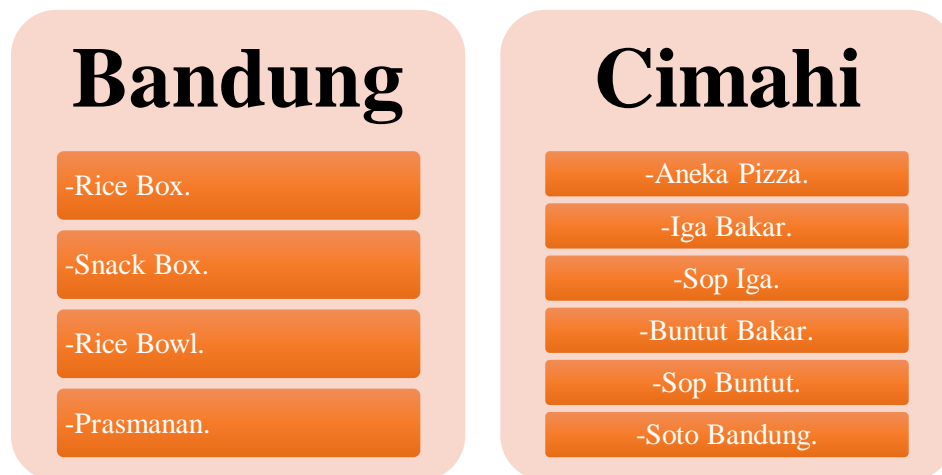 Bandung
-Rice Box.
-Snack Box.
-Rice Bowl.
-Prasmanan.
Cimahi
-Aneka Pizza.
-Iga Bakar.
-Sop Iga.
-Buntut Bakar.
-Sop Buntut.
-Soto Bandung.